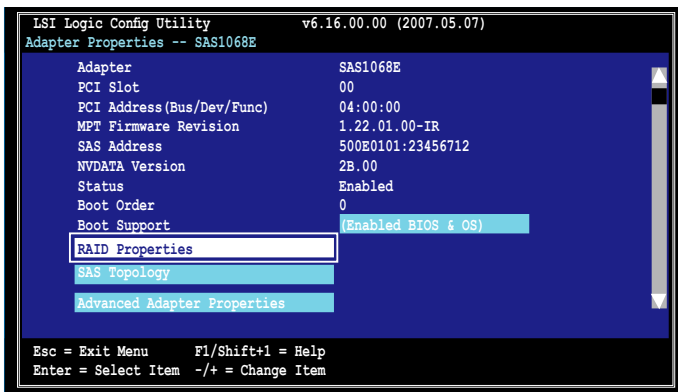 LSI Logic Config Utility v6.16.00.00 (2007.05.07)
Adapter Properties -- SAS1068E
Adapter SAS1068E
PCI Slot 00
PCI Address(Bus/Dev/Func) 04:00:00
MPT Firmware Revision 1.22.01.00-IR
SAS Address 500E0101:23456712
NVDATA Version 2B.00
Status Enabled
Boot Order 0
Boot Support (Enabled BIOS & OS)
RAID Properties
SAS Topology
Advanced Adapter Properties
Esc = Exit Menu F1/Shift+1 = Help
Enter = Select Item -/+ = Change Item